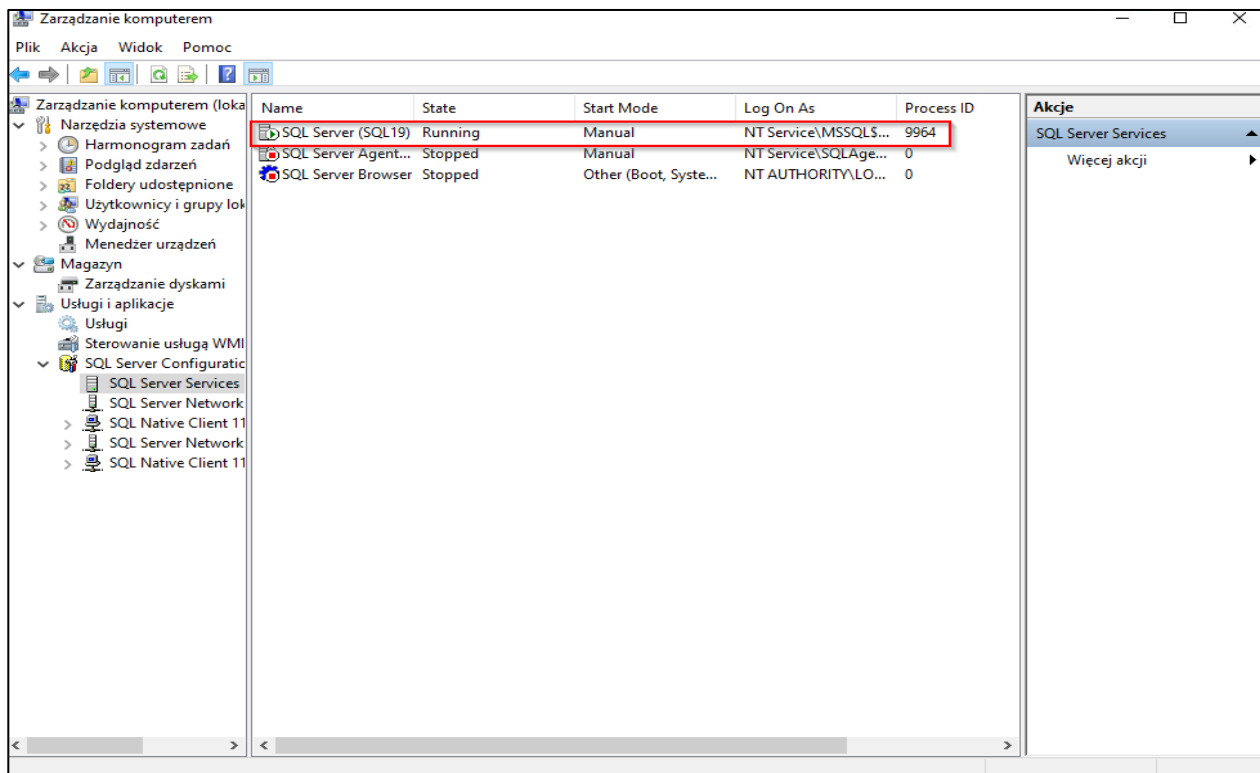 Zarządzanie komputerem
Plik Akcja Widok Pomoc
Zarządzanie komputerem (loka
Narzędzia systemowe
Harmonogram zadań
Podgląd zdarzeń
Foldery udostępnione
Użytkownicy i grupy lok
Wydajność
Menedżer urządzeń
Magazyn
Zarządzanie dyskami
Usługi i aplikacje
Usługi
Sterowanie usługą WMI
SQL Server Configuratic
SQL Server Services
SQL Server Network
SQL Native Client 11
SQL Server Network
SQL Native Client 11
Name State Start Mode Log On As Process ID
SQL Server (SQL19) Running Manual NT Service\MSSQL$... 9964
SQL Server Agent... Stopped Manual NT Service\SQLAge... 0
SQL Server Browser Stopped Other (Boot, Syste... NT AUTHORITY\LO... 0
Akcje
SQL Server Services
Więcej akcji